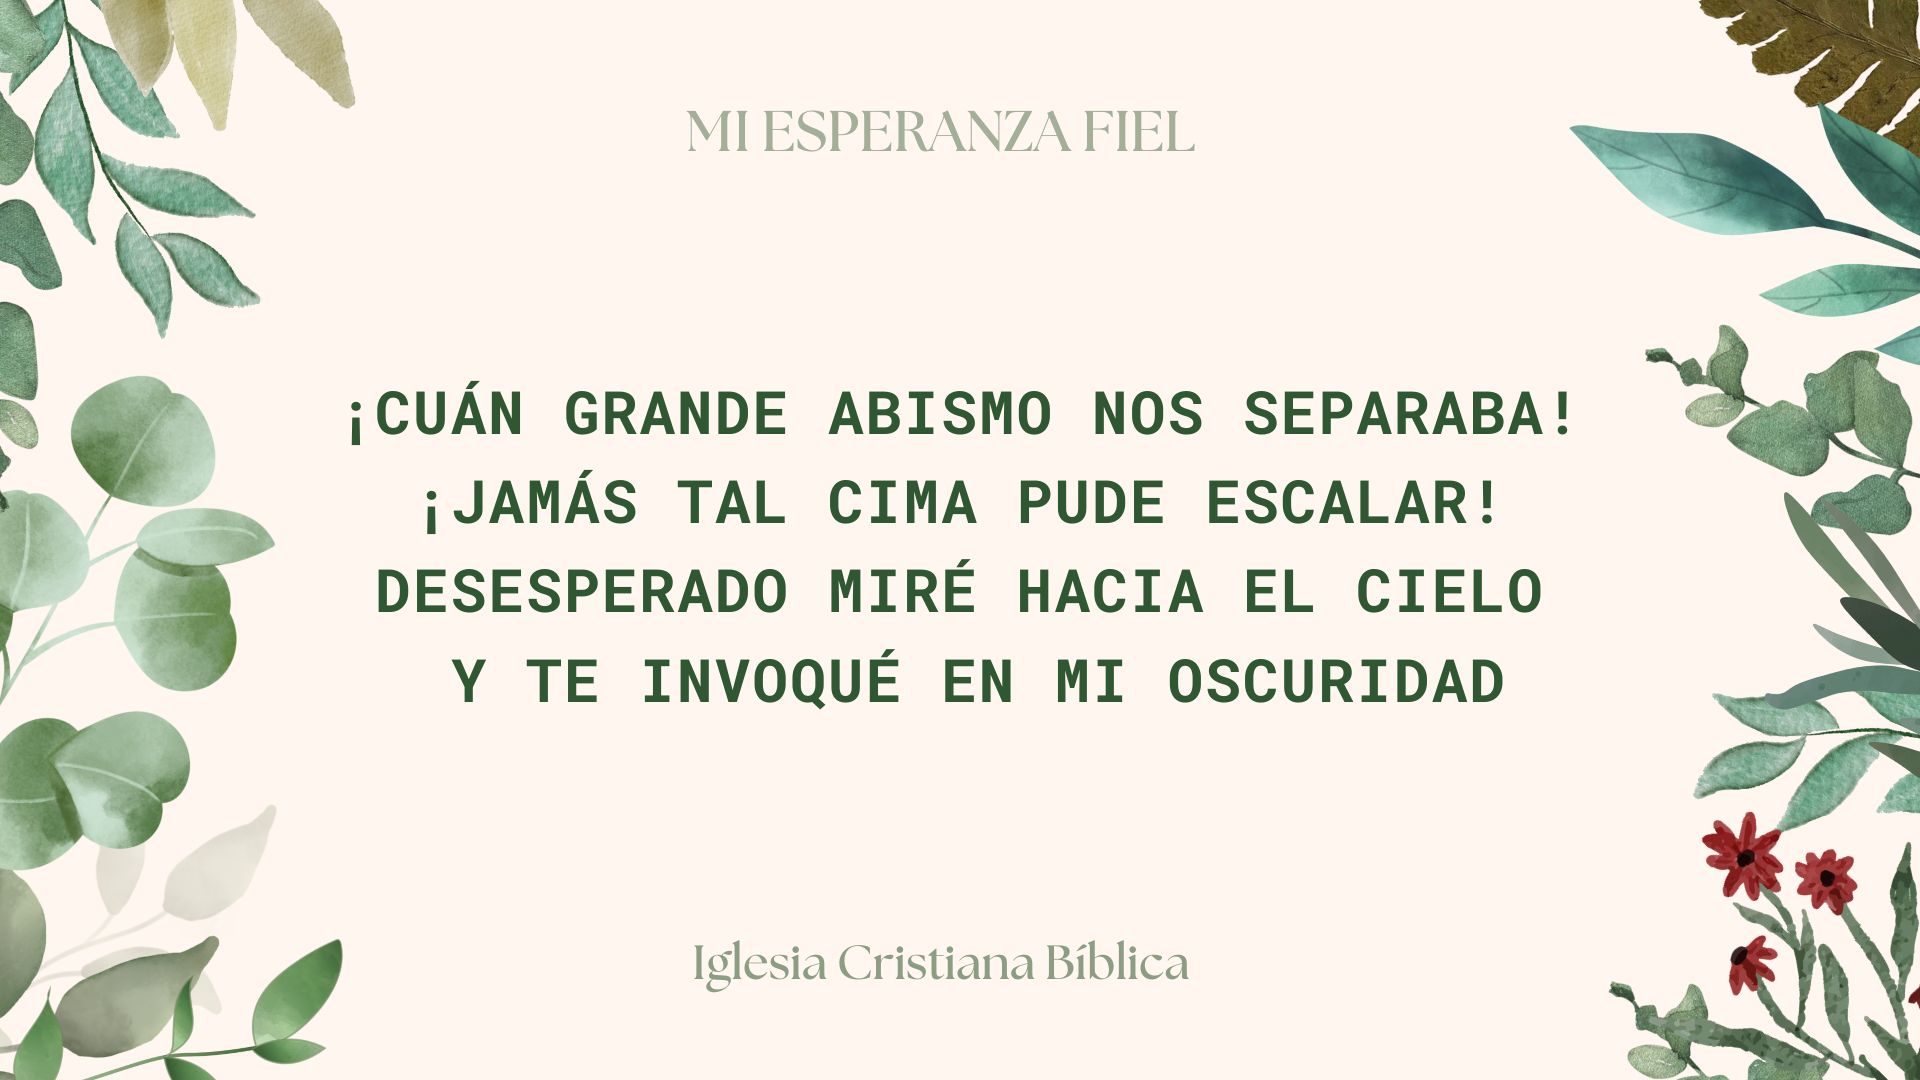 MI ESPERANZA FIEL
¡CUÁN GRANDE ABISMO NOS SEPARABA!
¡JAMÁS TAL CIMA PUDE ESCALAR!
DESESPERADO MIRÉ HACIA EL CIELO
Y TE INVOQUÉ EN MI OSCURIDAD
Iglesia Cristiana Bíblica